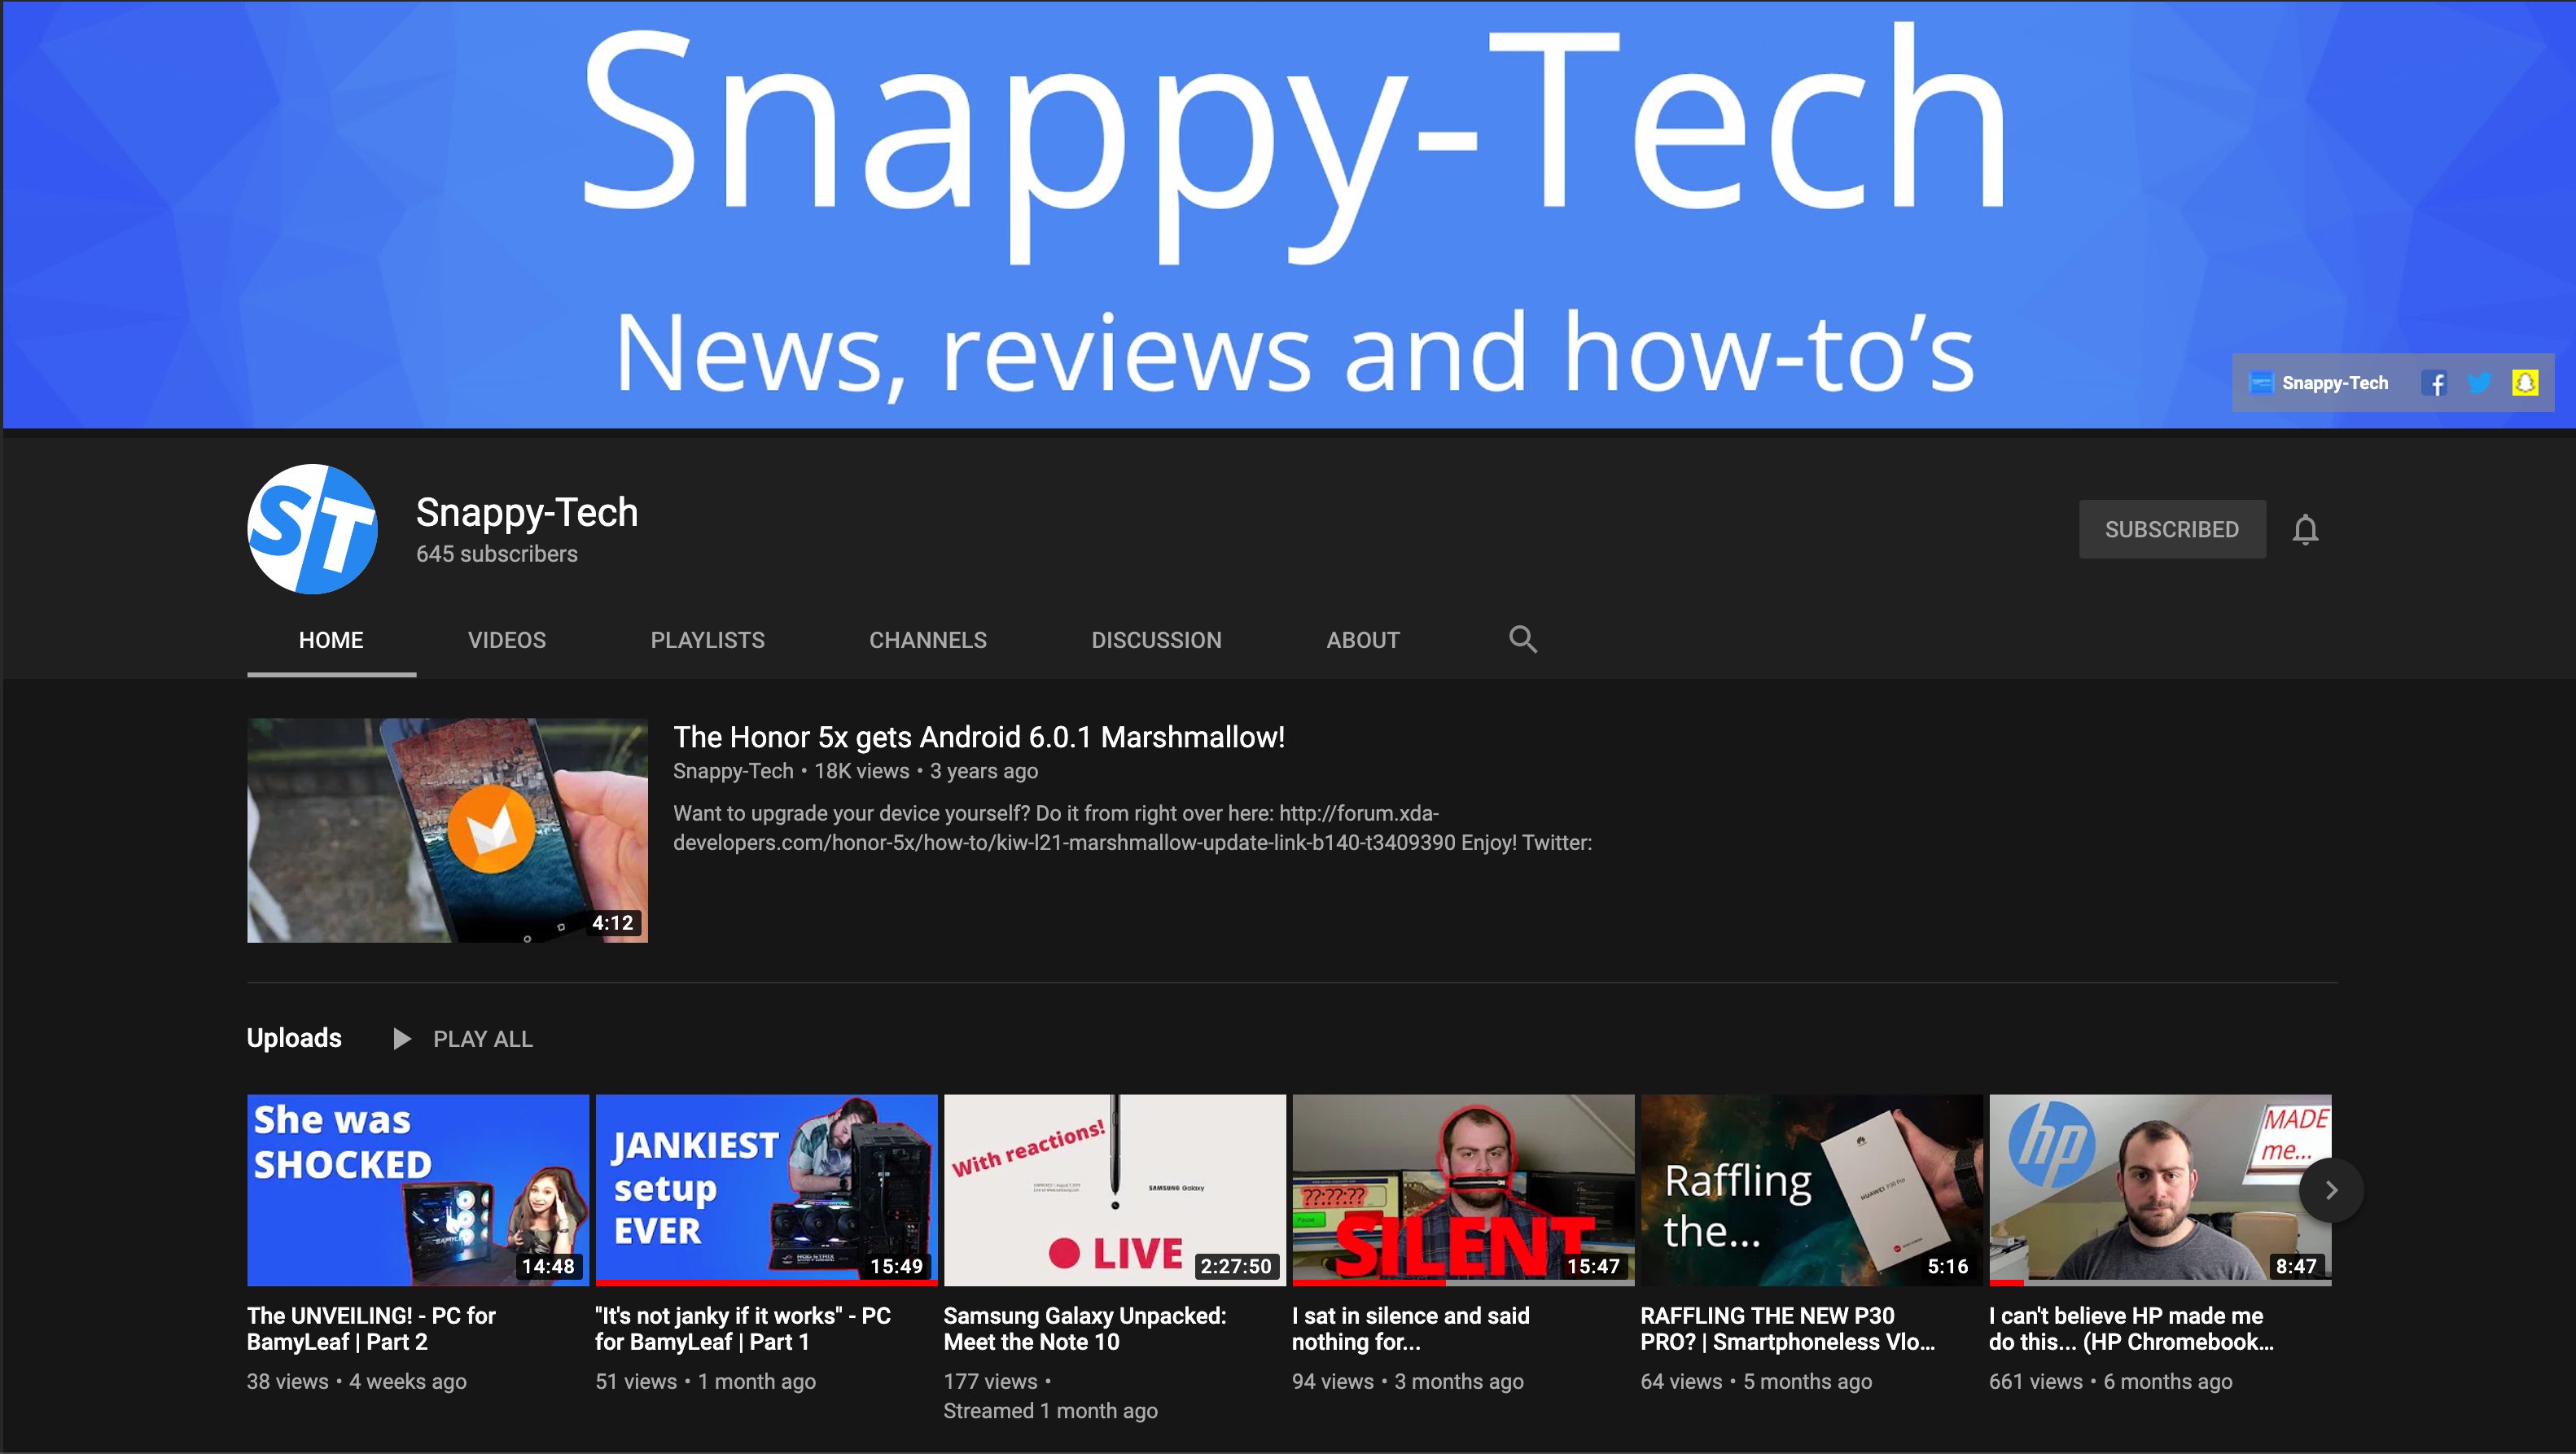 Snappy-Tech
News, reviews and how-to’s
Snappy-Tech
ST
Snappy-Tech
645 subscribers
SUBSCRIBED
HOME VIDEOS PLAYLISTS CHANNELS DISCUSSION ABOUT
4:12
The Honor 5x gets Android 6.0.1 Marshmallow!
Snappy-Tech • 18K views • 3 years ago
Want to upgrade your device yourself? Do it from right over here: http://forum.xda-
developers.com/honor-5x/how-to/kiw-l21-marshmallow-update-link-b140-t3409390 Enjoy! Twitter:
Uploads PLAY ALL
She was
SHOCKED
14:48
The UNVEILING! - PC for
BamyLeaf | Part 2
38 views • 4 weeks ago
JANKIEST
setup
EVER
15:49
"It's not janky if it works" - PC
for BamyLeaf | Part 1
51 views • 1 month ago
With reactions!
SAMSUNG Galaxy
LIVE
2:27:50
Samsung Galaxy Unpacked:
Meet the Note 10
177 views •
Streamed 1 month ago
??:??:??
SILENT
15:47
I sat in silence and said
nothing for...
94 views • 3 months ago
Raffling
the...
HUAWEI P30 Pro
5:16
RAFFLING THE NEW P30
PRO? | Smartphoneless Vlo...
64 views • 5 months ago
hp
MADE
me...
8:47
I can't believe HP made me
do this... (HP Chromebook...
661 views • 6 months ago